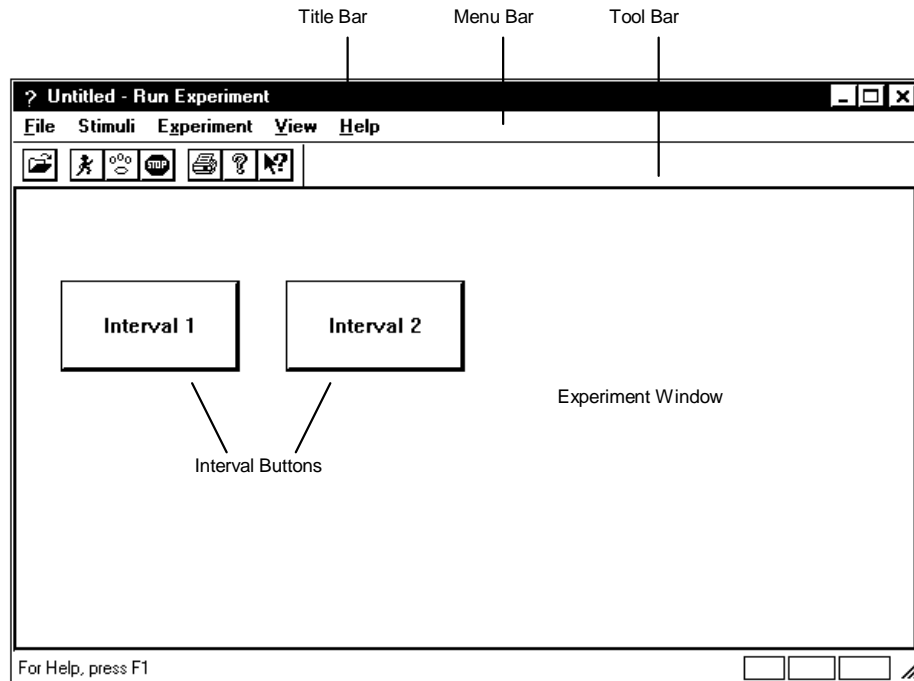 Title Bar Menu Bar Tool Bar
? Untitled - Run Experiment
File Stimuli Experiment View Help
STOP ? ?
Interval 1 Interval 2
Experiment Window
Interval Buttons
For Help, press F1